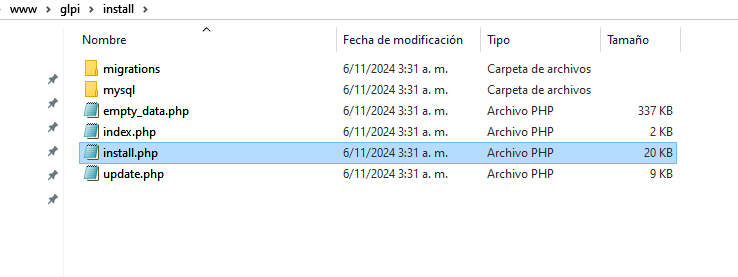 www > glpi > install
Nombre Fecha de modificación Tipo Tamaño
migrations 6/11/2024 3:31 a. m. Carpeta de archivos
mysql 6/11/2024 3:31 a. m. Carpeta de archivos
empty_data.php 6/11/2024 3:31 a. m. Archivo PHP 337 KB
index.php 6/11/2024 3:31 a. m. Archivo PHP 2 KB
install.php 6/11/2024 3:31 a. m. Archivo PHP 20 KB
update.php 6/11/2024 3:31 a. m. Archivo PHP 9 KB